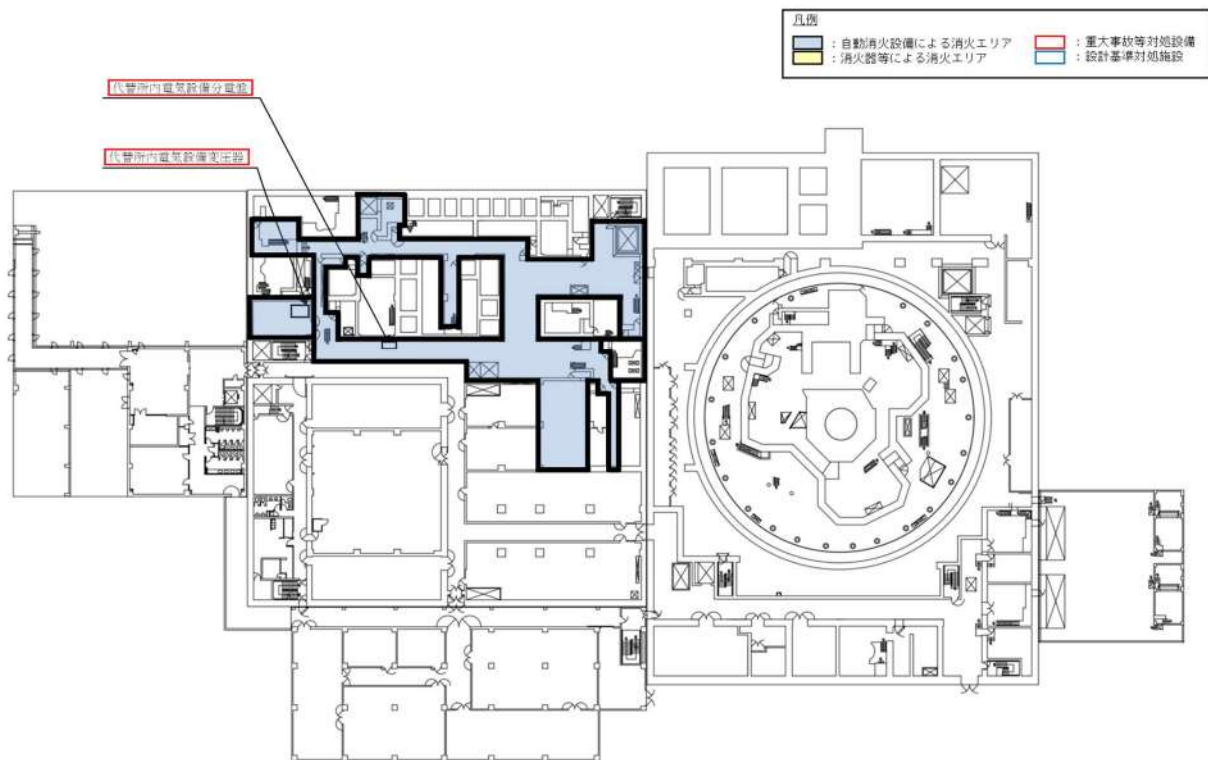 凡例
：自動消火設備による消火エリア
：重大事故等対処設備
：消火器等による消火エリア
：設計基準対処施設
代替所内電気設備分電盤
代替所内電気設備変圧器